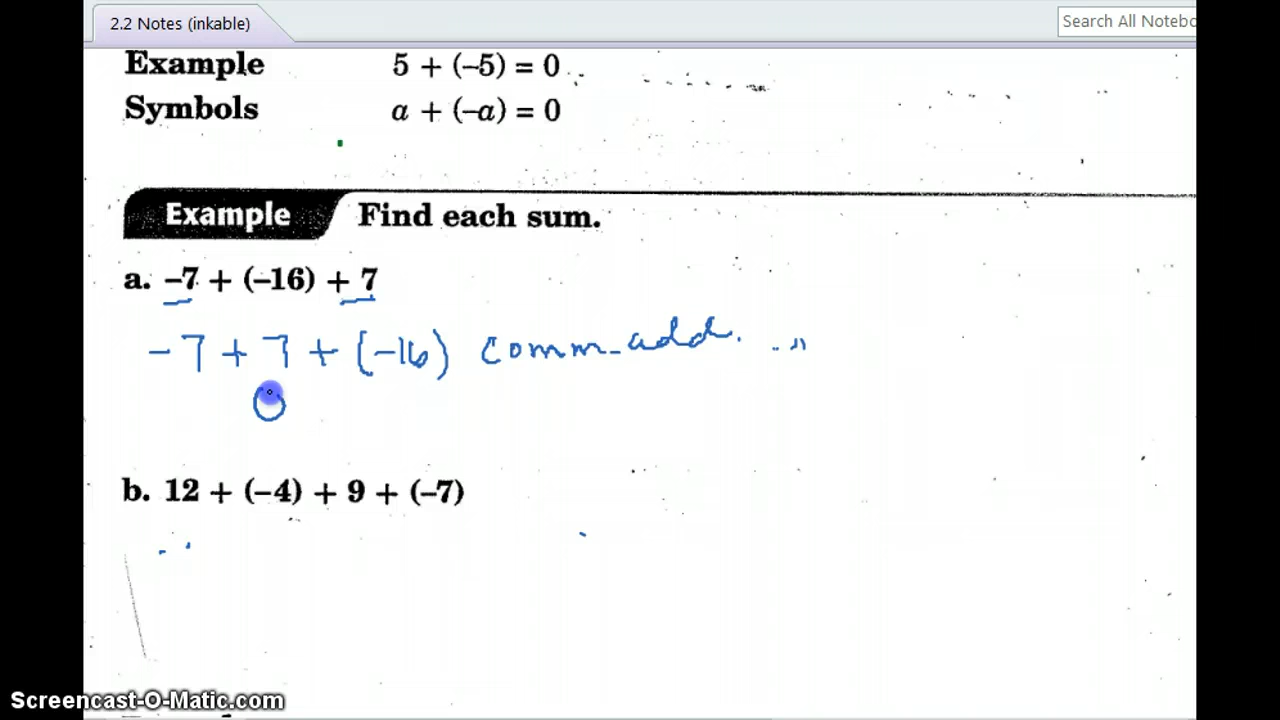 2.2 Notes (inkable)
Search All Notebo
Example 5 + (–5) = 0
Symbols a + (–a) = 0
Example Find each sum.
a. –7 + (–16) + 7
-7 + 7 + (-16) comm. add.
0
b. 12 + (–4) + 9 + (–7)
Screencast-O-Matic.com